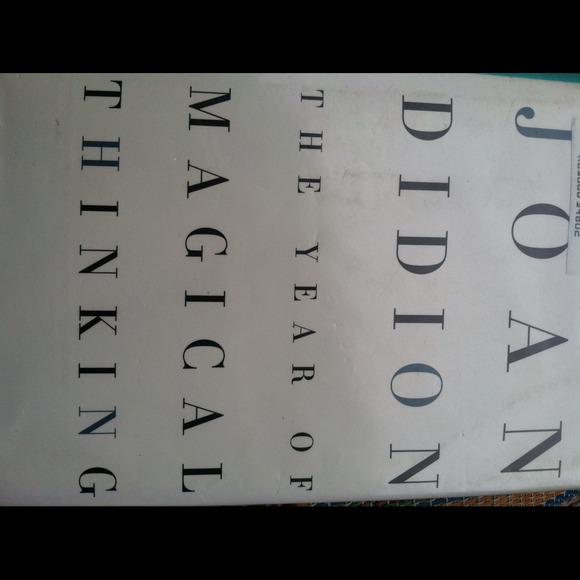 JOAN
DIDION
THE YEAR OF
MAGICAL
THINKING